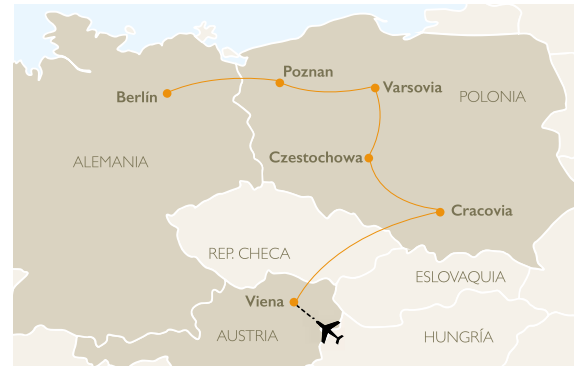 Poznan
Varsovia
Berlín
POLONIA
Czestochowa
ALEMANIA
Cracovia
REP. CHECA
ESLOVAQUIA
Viena
AUSTRIA
HUNGRÍA